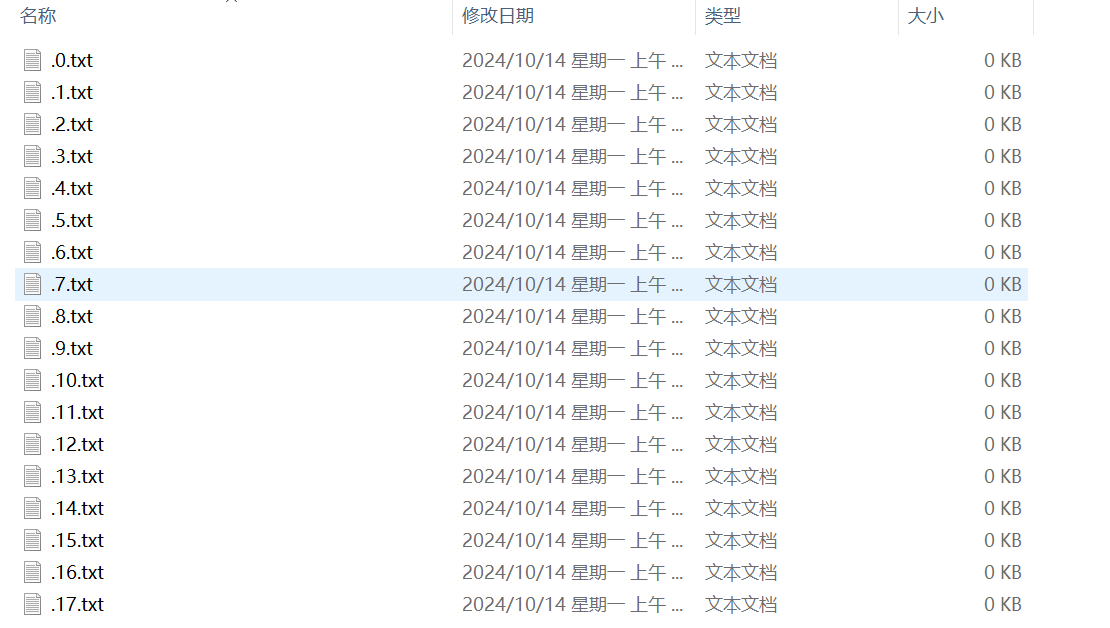 名称 修改日期 类型 大小
.0.txt 2024/10/14 星期一 上午 ... 文本文档 0 KB
.1.txt 2024/10/14 星期一 上午 ... 文本文档 0 KB
.2.txt 2024/10/14 星期一 上午 ... 文本文档 0 KB
.3.txt 2024/10/14 星期一 上午 ... 文本文档 0 KB
.4.txt 2024/10/14 星期一 上午 ... 文本文档 0 KB
.5.txt 2024/10/14 星期一 上午 ... 文本文档 0 KB
.6.txt 2024/10/14 星期一 上午 ... 文本文档 0 KB
.7.txt 2024/10/14 星期一 上午 ... 文本文档 0 KB
.8.txt 2024/10/14 星期一 上午 ... 文本文档 0 KB
.9.txt 2024/10/14 星期一 上午 ... 文本文档 0 KB
.10.txt 2024/10/14 星期一 上午 ... 文本文档 0 KB
.11.txt 2024/10/14 星期一 上午 ... 文本文档 0 KB
.12.txt 2024/10/14 星期一 上午 ... 文本文档 0 KB
.13.txt 2024/10/14 星期一 上午 ... 文本文档 0 KB
.14.txt 2024/10/14 星期一 上午 ... 文本文档 0 KB
.15.txt 2024/10/14 星期一 上午 ... 文本文档 0 KB
.16.txt 2024/10/14 星期一 上午 ... 文本文档 0 KB
.17.txt 2024/10/14 星期一 上午 ... 文本文档 0 KB